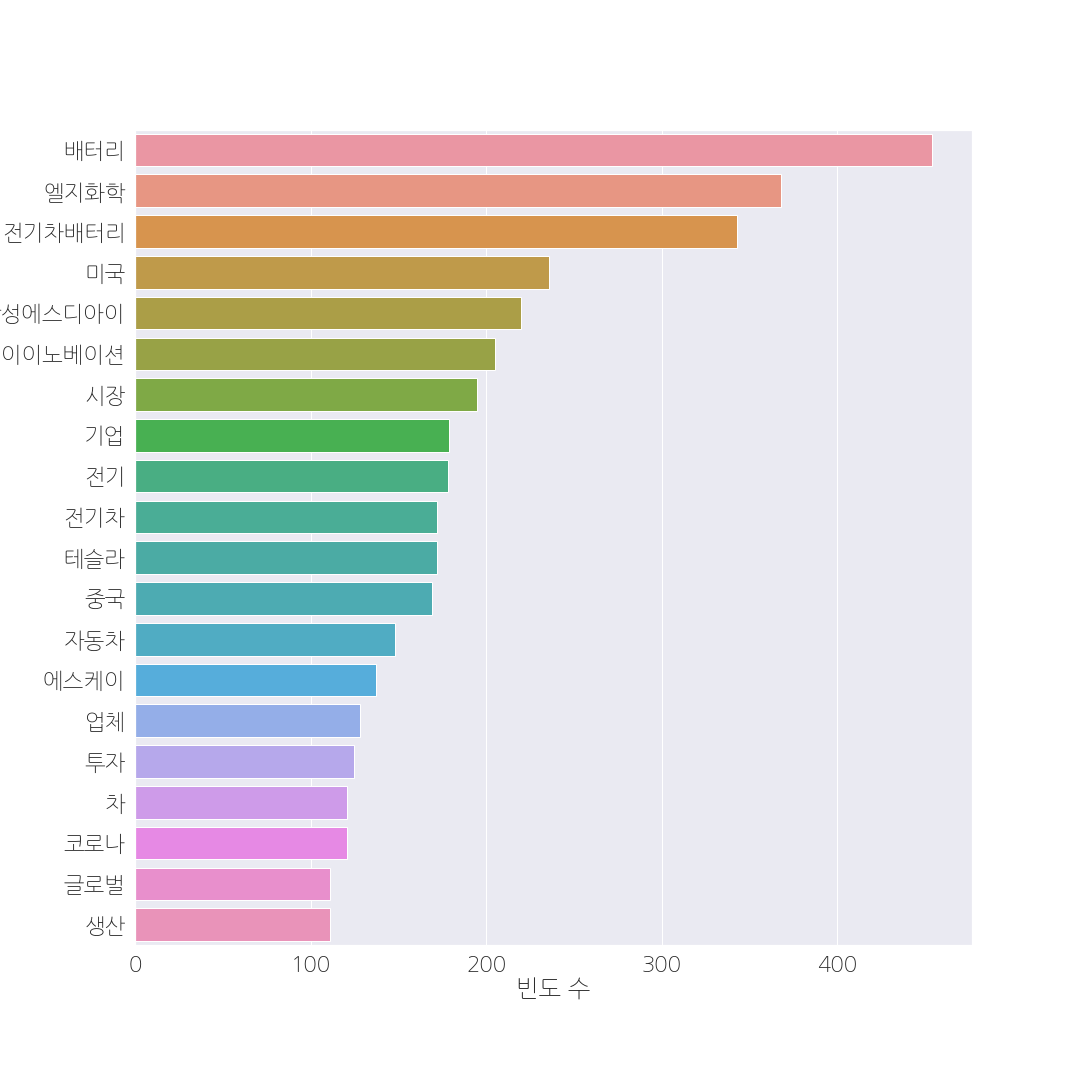 배터리
엘지화학
전기차배터리
미국
성에스디아이
이이노베이션
시장
기업
전기
전기차
테슬라
중국
자동차
에스케이
업체
투자
차
코로나
글로벌
생산
0 100 200 300 400
빈도 수